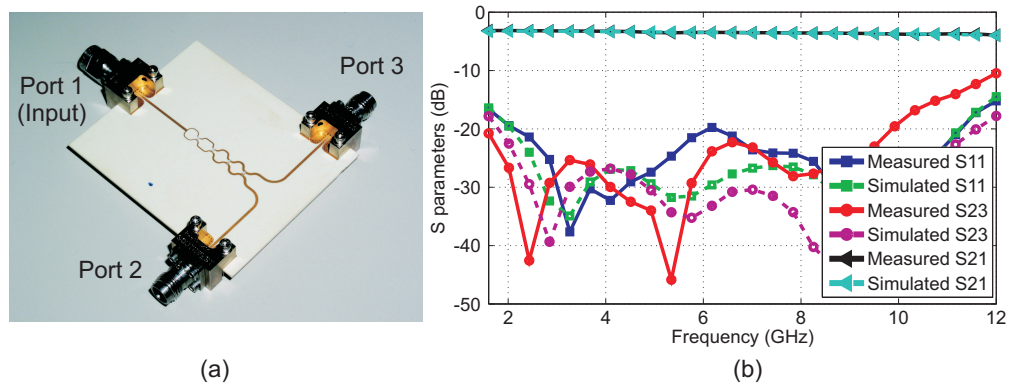 Port 1
(Input)
Port 3
Port 2
(a)
0
-10
-20
-30
-40
-50
S parameters (dB)
2
4
6
8
10
12
Frequency (GHz)
Measured S11
Simulated S11
Measured S23
Simulated S23
Measured S21
Simulated S21
(b)